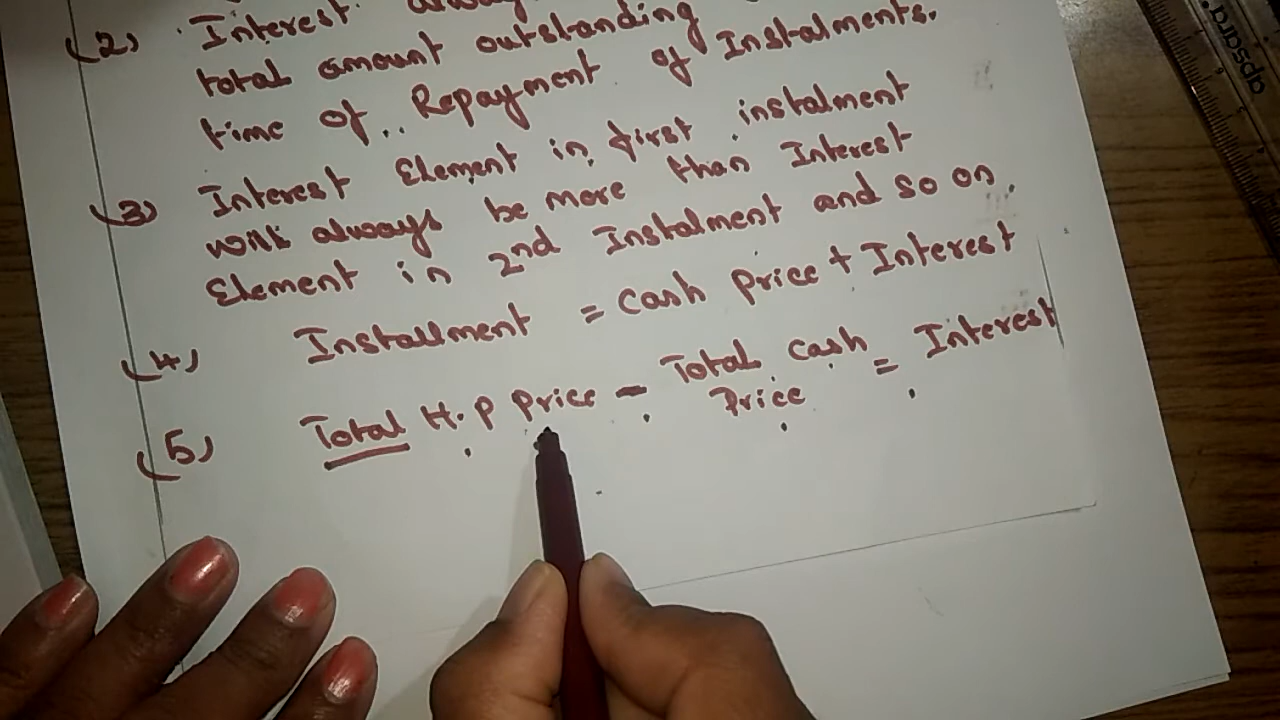 (2) Interest
total amount outstanding
time of Repayment of Instalments.
(3) Interest Element in first instalment
will always be more than Interest
Element in 2nd Instalment and so on.
(4) Installment = Cash price + Interest
(5) Total H.P Price - Total Cash Price = Interest
apsara